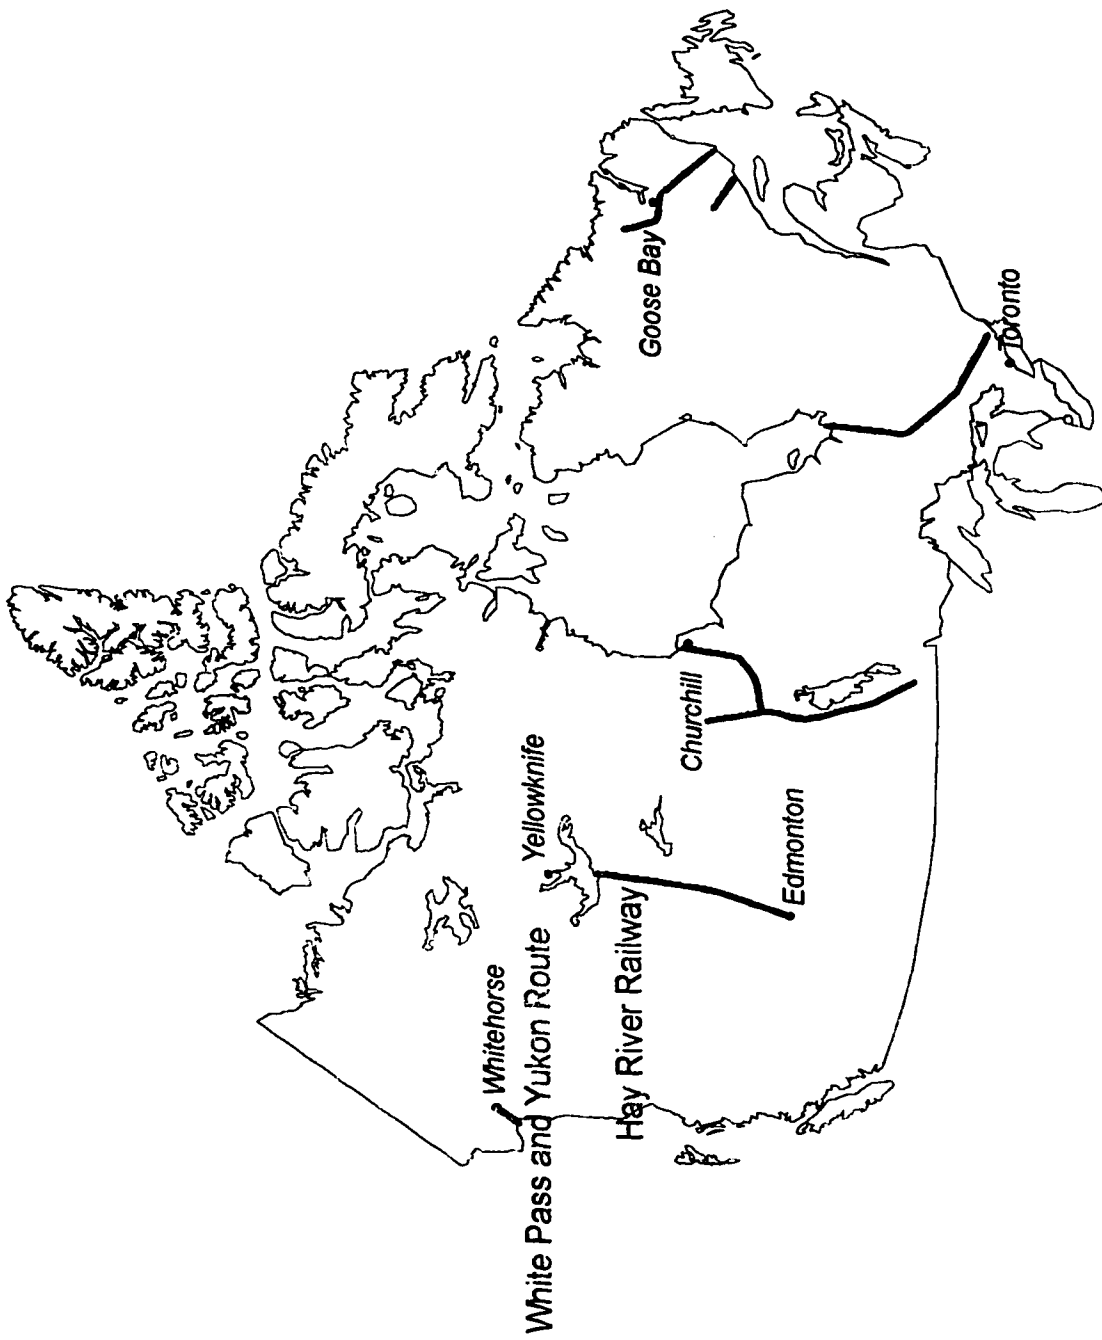 Whitehorse
White Pass and Yukon Route
Yellowknife
Hay River Railway
Goose Bay
Churchill
Edmonton
Toronto